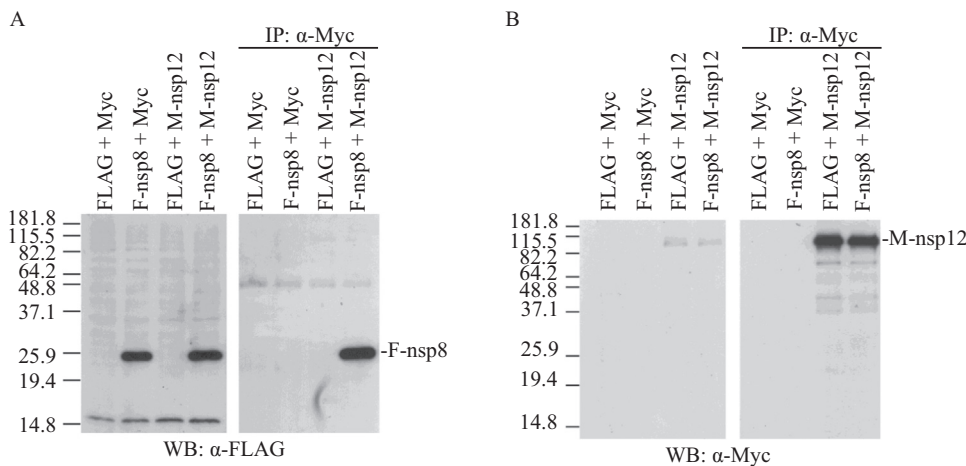 A
IP: α-Myc
FLAG + Myc
F-nsp8 + Myc
FLAG + M-nsp12
F-nsp8 + M-nsp12
FLAG + Myc
F-nsp8 + Myc
FLAG + M-nsp12
F-nsp8 + M-nsp12
181.8
115.5
82.2
64.2
48.8
37.1
25.9
19.4
14.8
-F-nsp8
WB: α-FLAG
B
IP: α-Myc
FLAG + Myc
F-nsp8 + Myc
FLAG + M-nsp12
F-nsp8 + M-nsp12
FLAG + Myc
F-nsp8 + Myc
FLAG + M-nsp12
F-nsp8 + M-nsp12
181.8
115.5
82.2
64.2
48.8
37.1
25.9
19.4
14.8
-M-nsp12
WB: α-Myc